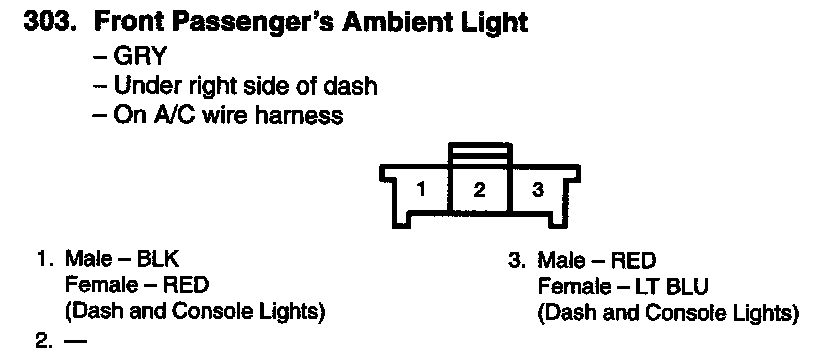 303. Front Passenger's Ambient Light
– GRY
– Under right side of dash
– On A/C wire harness
1 2 3
1. Male – BLK
Female – RED
(Dash and Console Lights)
2. —
3. Male – RED
Female – LT BLU
(Dash and Console Lights)